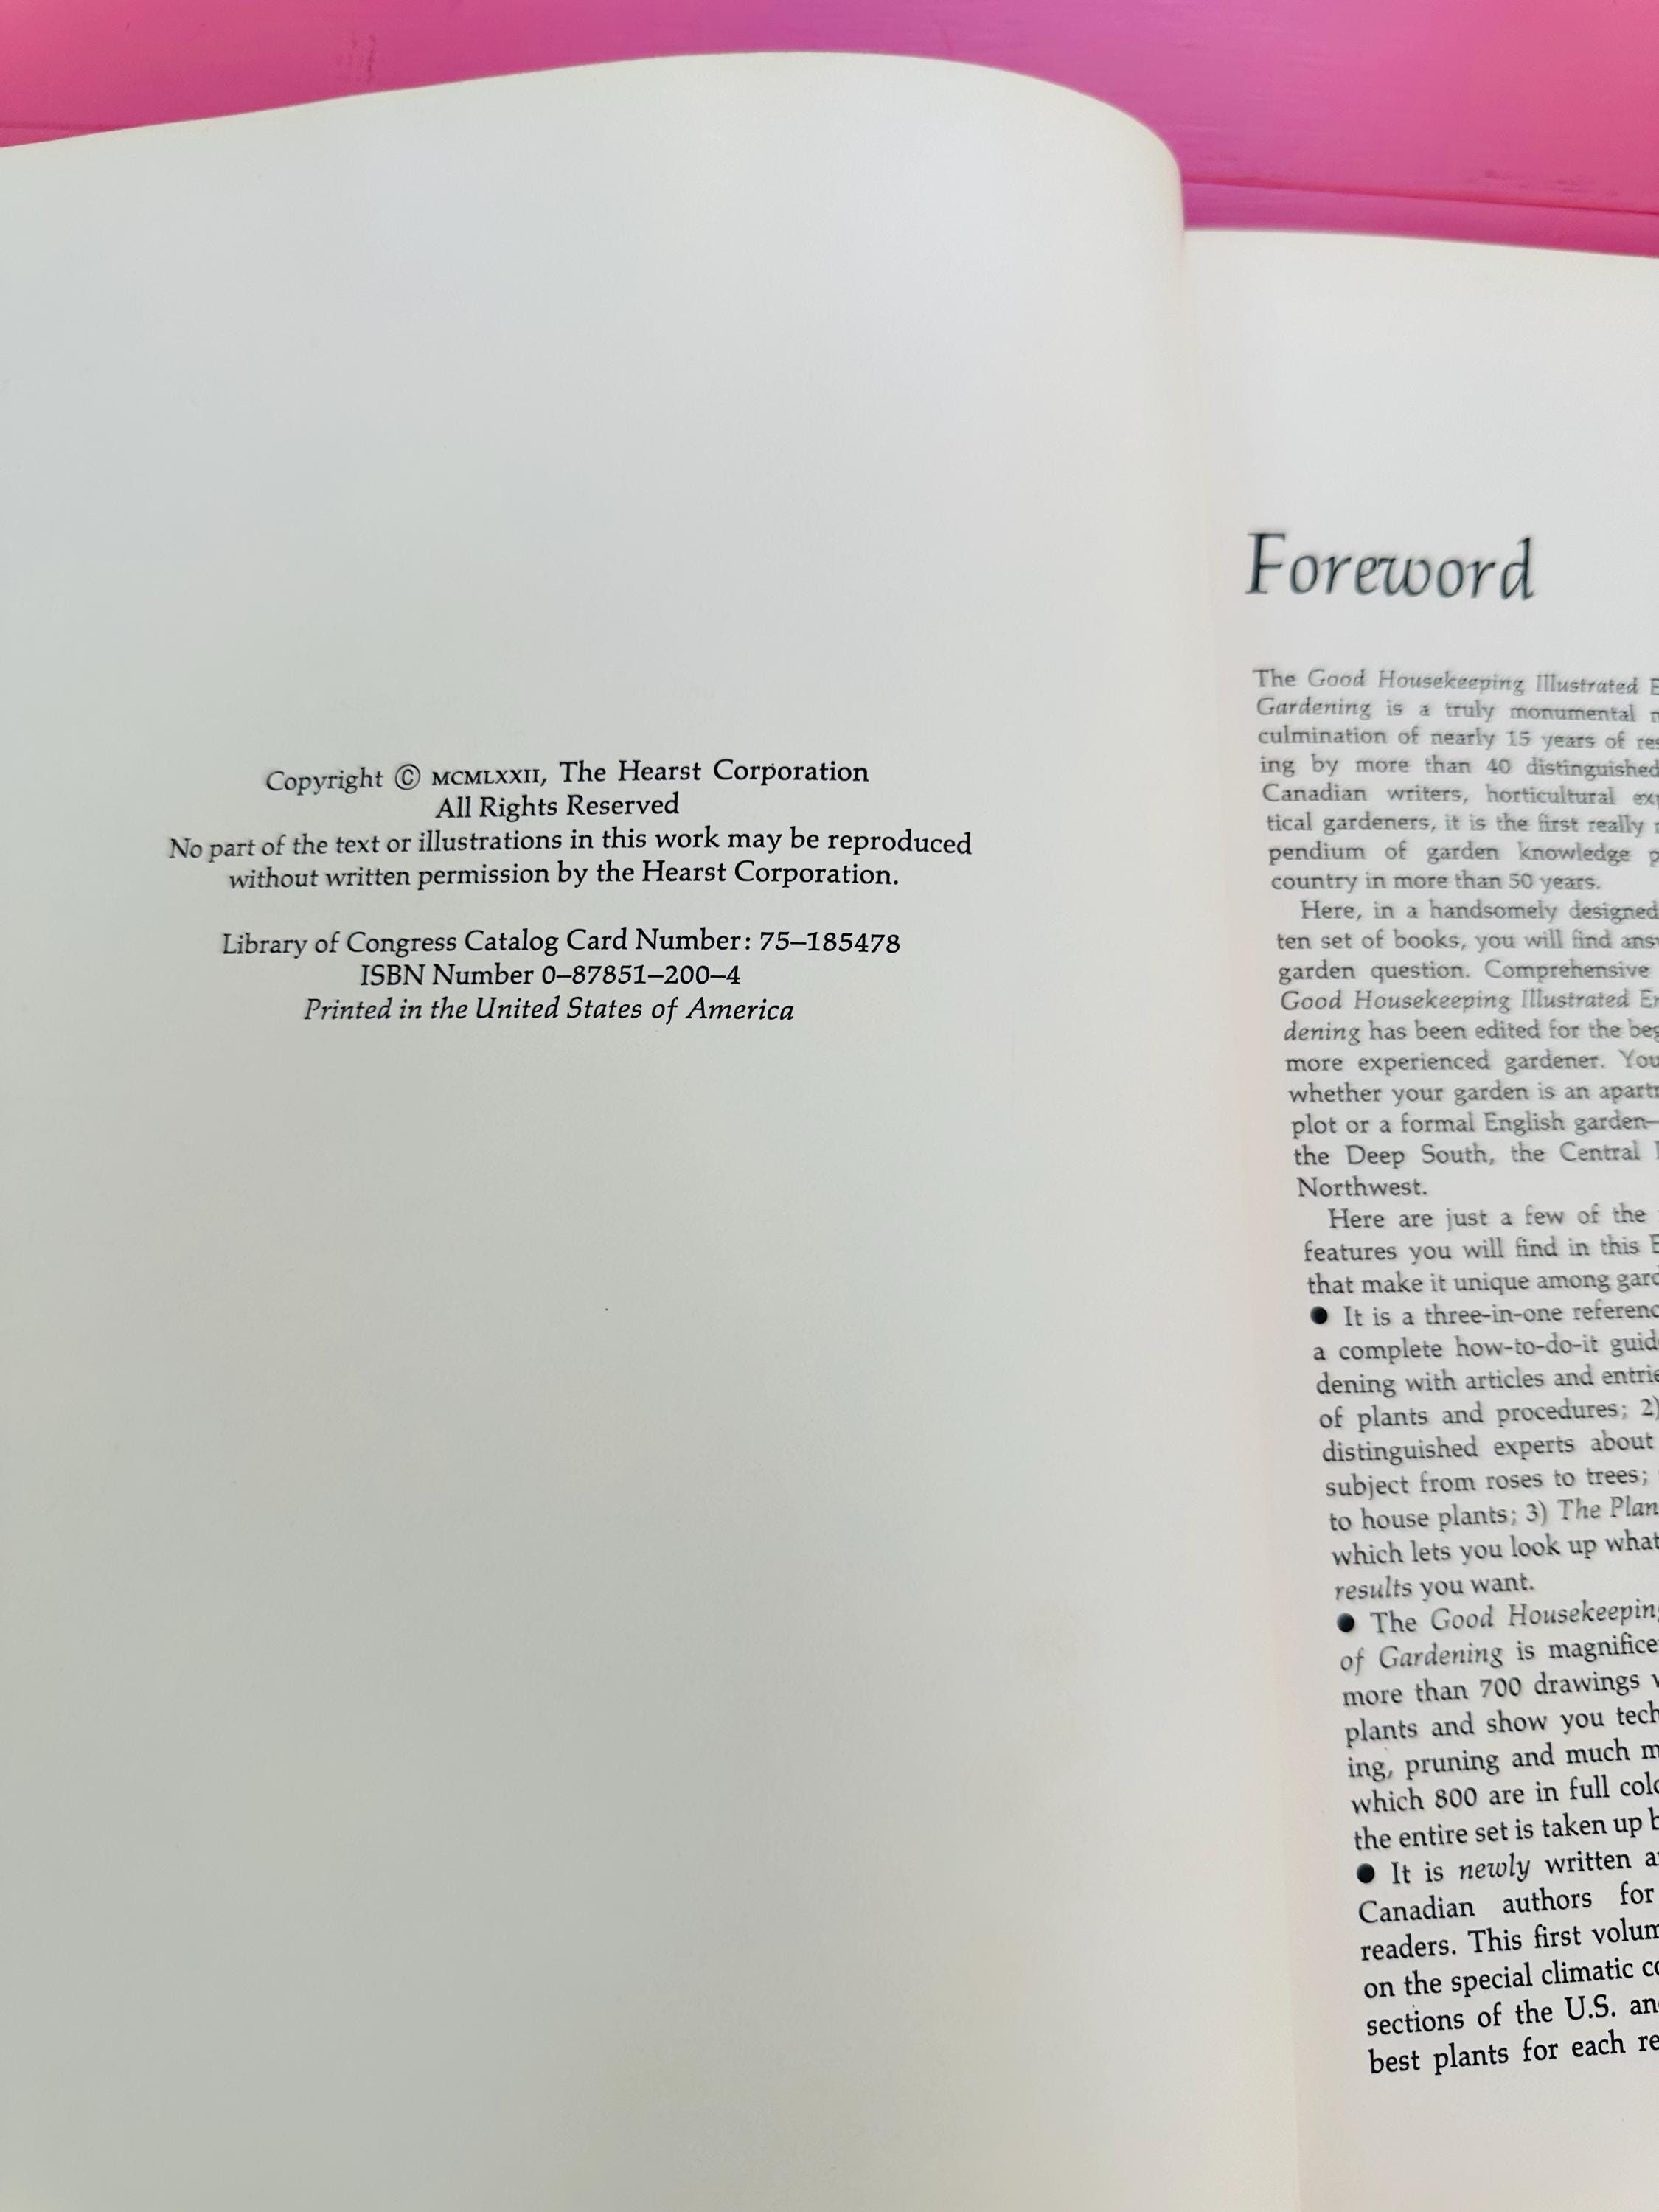 Copyright © MCMLXXII, The Hearst Corporation
All Rights Reserved
No part of the text or illustrations in this work may be reproduced
without written permission by the Hearst Corporation.
Library of Congress Catalog Card Number: 75–185478
ISBN Number 0–87851–200–4
Printed in the United States of America
Foreword
The Good Housekeeping Illustrated
Gardening is a truly monumental
culmination of nearly 15 years of
ing by more than 40 distinguished
Canadian writers, horticultural
tical gardeners, it is the first really
pendium of garden knowledge
country in more than 50 years.
Here, in a handsomely designed
ten set of books, you will find
garden question. Comprehensive
Good Housekeeping Illustrated
dening has been edited for the
more experienced gardener. You
whether your garden is an
plot or a formal English garden—
the Deep South, the Central
Northwest.
Here are just a few of the
features you will find in this
that make it unique among
● It is a three-in-one
a complete how-to-do-it
dening with articles and
of plants and procedures; 2)
distinguished experts about
subject from roses to trees;
to house plants; 3) The
which lets you look up what
results you want.
● The Good Housekeeping
of Gardening is
more than 700 drawings
plants and show you
ing, pruning and much
which 800 are in full
the entire set is taken up
● It is newly written
Canadian authors for
readers. This first
on the special climatic
sections of the U.S.
best plants for each